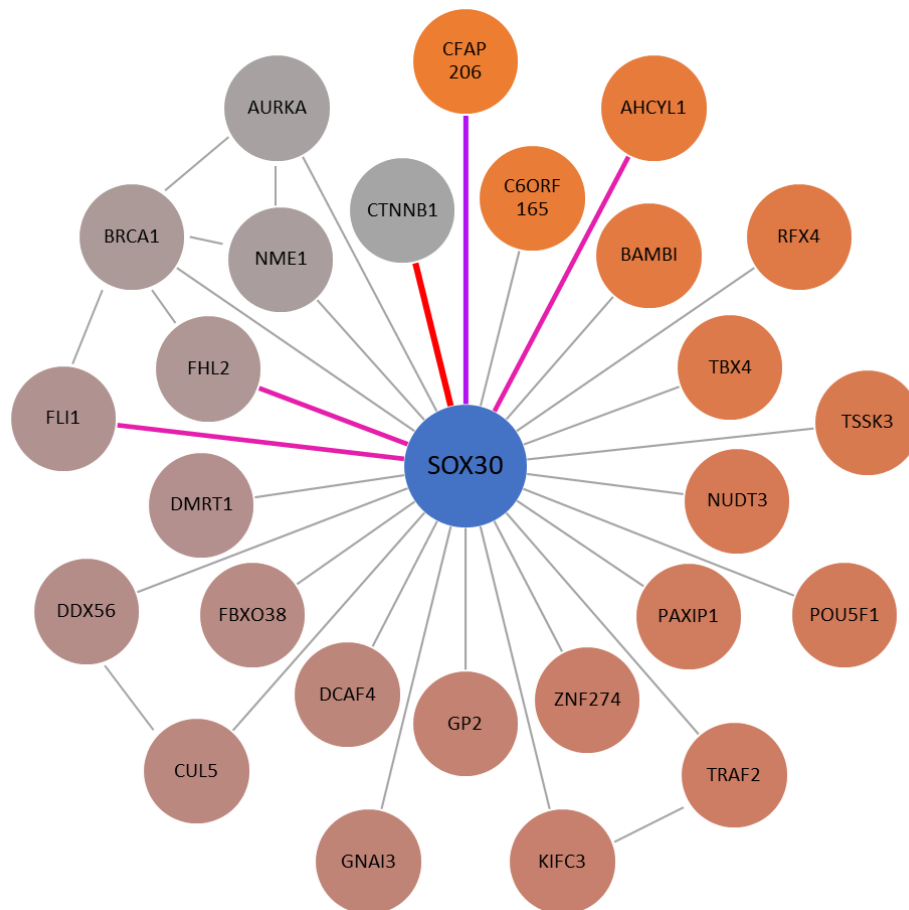 CFAP
206
AURKA
AHCYL1
C6ORF
165
CTNNB1
BRCA1
NME1
BAMBI
RFX4
FHL2
TBX4
FLI1
TSSK3
SOX30
DMRT1
NUDT3
DDX56
FBXO38
PAXIP1
POU5F1
DCAF4
ZNF274
GP2
CUL5
TRAF2
GNAI3
KIFC3